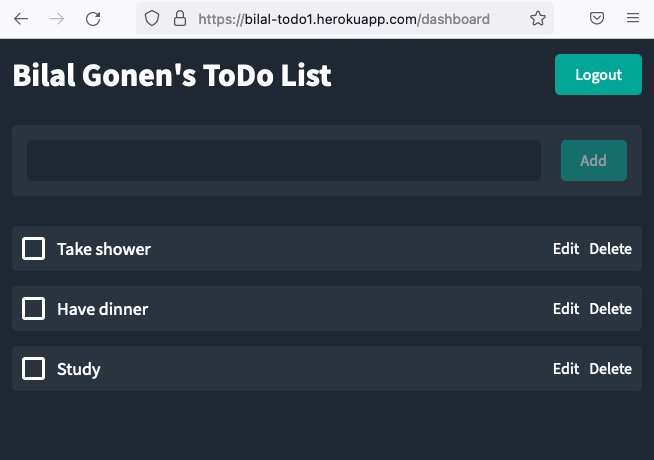 https://bilal-todo1.herokuapp.com/dashboard
Bilal Gonen's ToDo List
Logout
Add
Take shower Edit Delete
Have dinner Edit Delete
Study Edit Delete